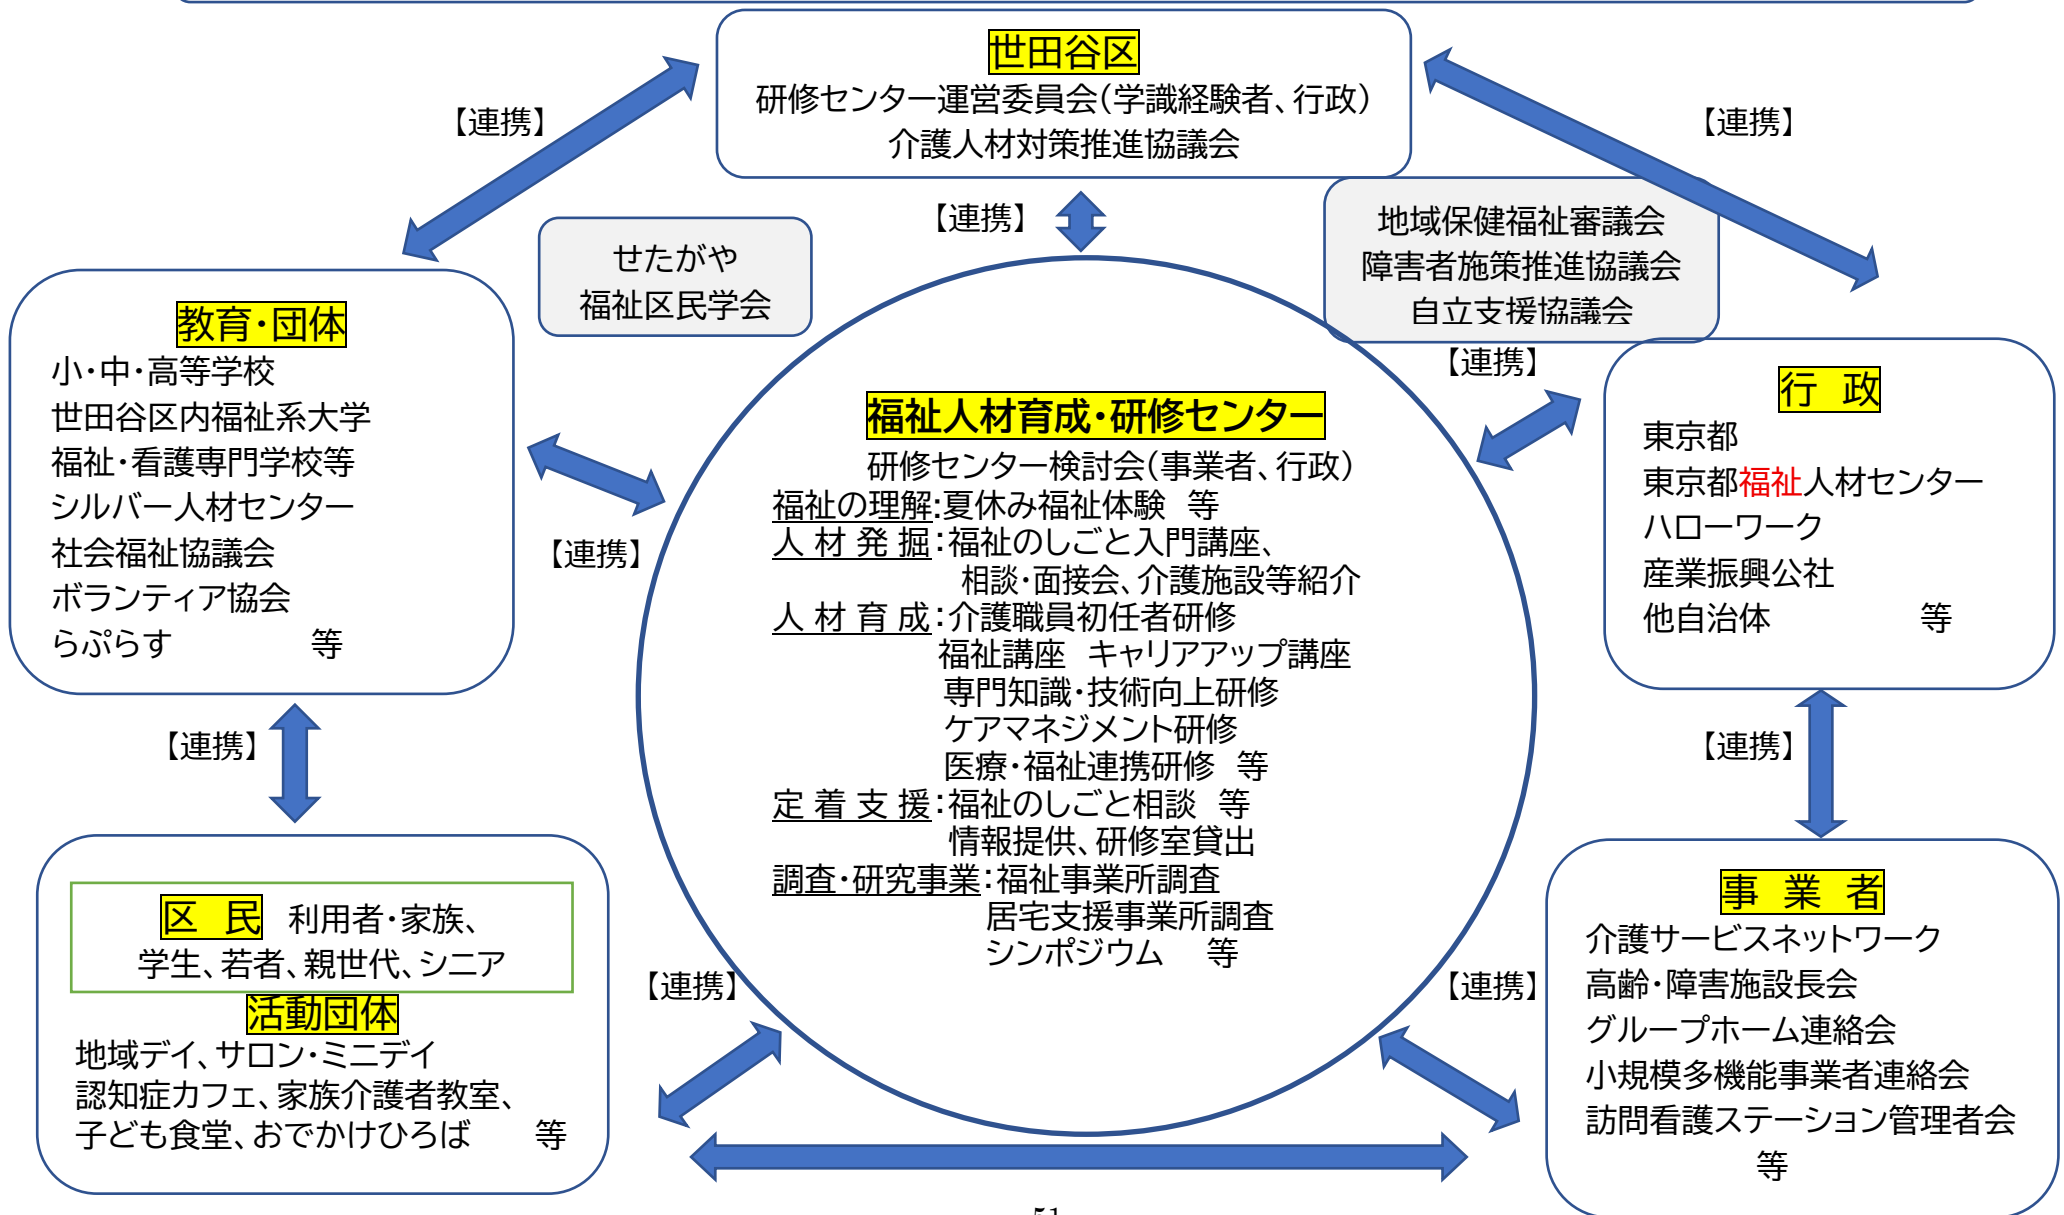 世田谷区
研修センター運営委員会(学識経験者、行政)
介護人材対策推進協議会
【連携】
【連携】
【連携】
せたがや
福祉区民学会
地域保健福祉審議会
障害者施策推進協議会
自立支援協議会
【連携】
教育・団体
小・中・高等学校
世田谷区内福祉系大学
福祉・看護専門学校等
シルバー人材センター
社会福祉協議会
ボランティア協会
らぷらす 等
【連携】
福祉人材育成・研修センター
研修センター検討会(事業者、行政)
福祉の理解:夏休み福祉体験 等
人 材 発 掘:福祉のしごと入門講座、
相談・面接会、介護施設等紹介
人 材 育 成:介護職員初任者研修
福祉講座 キャリアアップ講座
専門知識・技術向上研修
ケアマネジメント研修
医療・福祉連携研修 等
定 着 支 援:福祉のしごと相談 等
情報提供、研修室貸出
調査・研究事業:福祉事業所調査
居宅支援事業所調査
シンポジウム 等
行 政
東京都
東京都福祉人材センター
ハローワーク
産業振興公社
他自治体 等
【連携】
【連携】
区 民 利用者・家族、
学生、若者、親世代、シニア
活動団体
地域デイ、サロン・ミニデイ
認知症カフェ、家族介護者教室、
子ども食堂、おでかけひろば 等
【連携】
【連携】
事 業 者
介護サービスネットワーク
高齢・障害施設長会
グループホーム連絡会
小規模多機能事業者連絡会
訪問看護ステーション管理者会
等
51